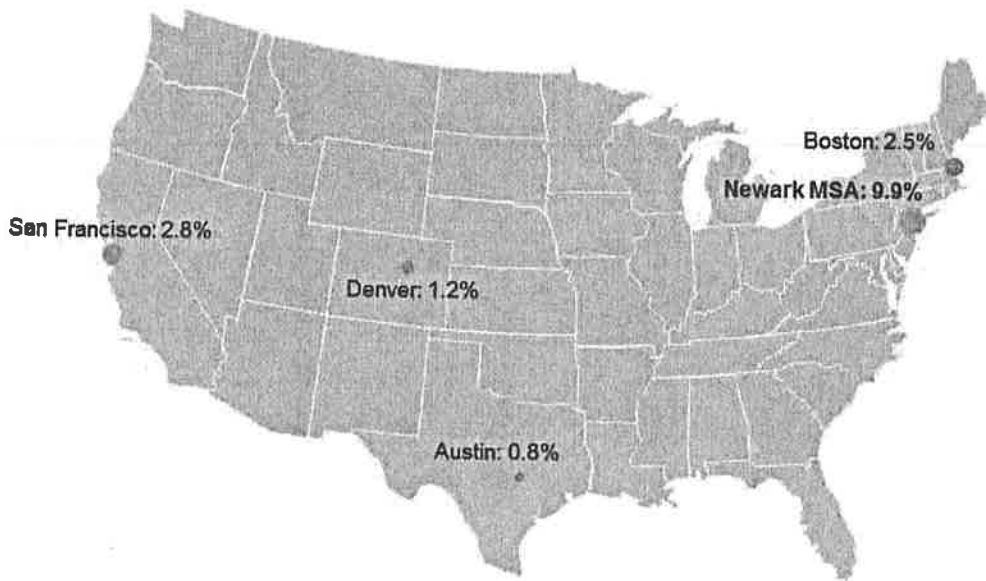 Boston: 2.5%
Newark MSA: 9.9%
San Francisco: 2.8%
Denver: 1.2%
Austin: 0.8%